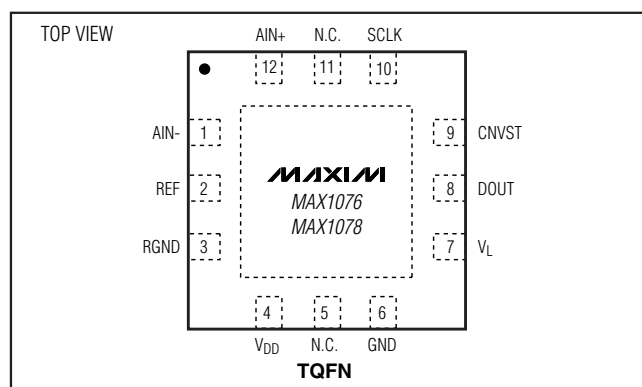 TOP VIEW
AIN+ N.C. SCLK
12 11 10
AIN- 1
REF 2
RGND 3
MAXIM
MAX1076
MAX1078
9 CNVST
8 DOUT
7 VL
4 5 6
VDD N.C. GND
TQFN